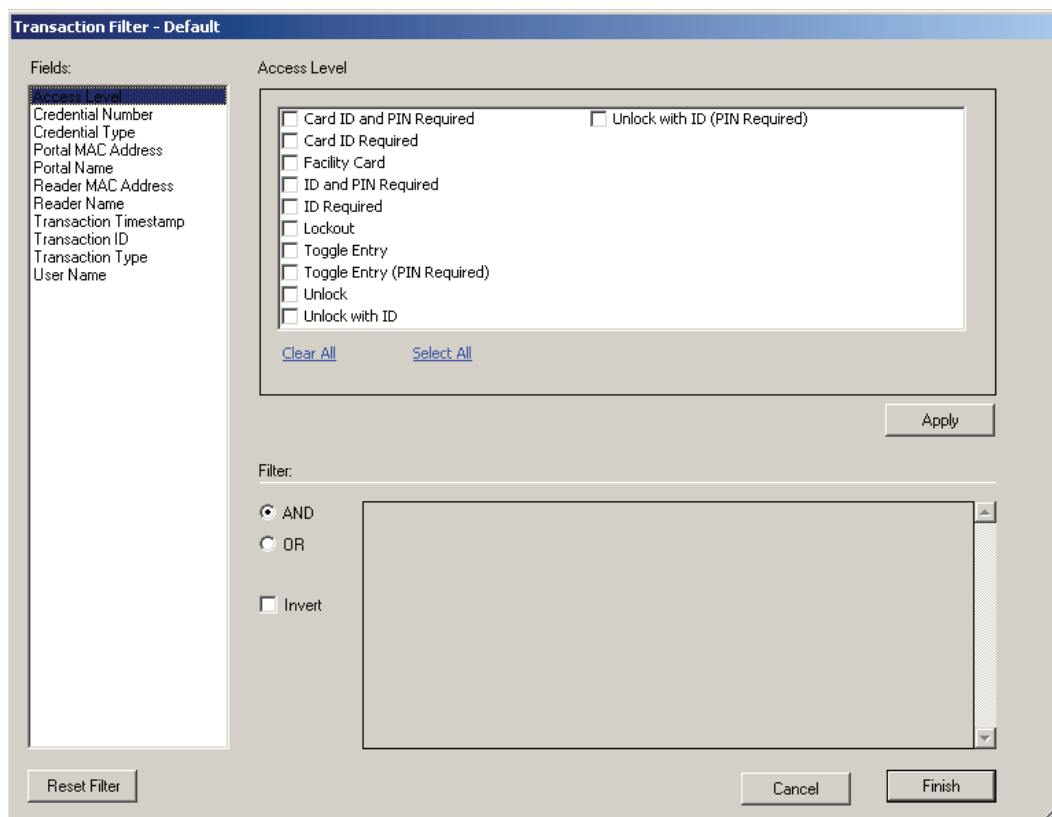 Transaction Filter - Default
Fields:
Access Level
Credential Number
Credential Type
Portal MAC Address
Portal Name
Reader MAC Address
Reader Name
Transaction Timestamp
Transaction ID
Transaction Type
User Name
Access Level
Card ID and PIN Required
Card ID Required
Facility Card
ID and PIN Required
ID Required
Lockout
Toggle Entry
Toggle Entry (PIN Required)
Unlock
Unlock with ID
Unlock with ID (PIN Required)
Clear All
Select All
Apply
Filter:
AND
OR
Invert
Reset Filter
Cancel
Finish